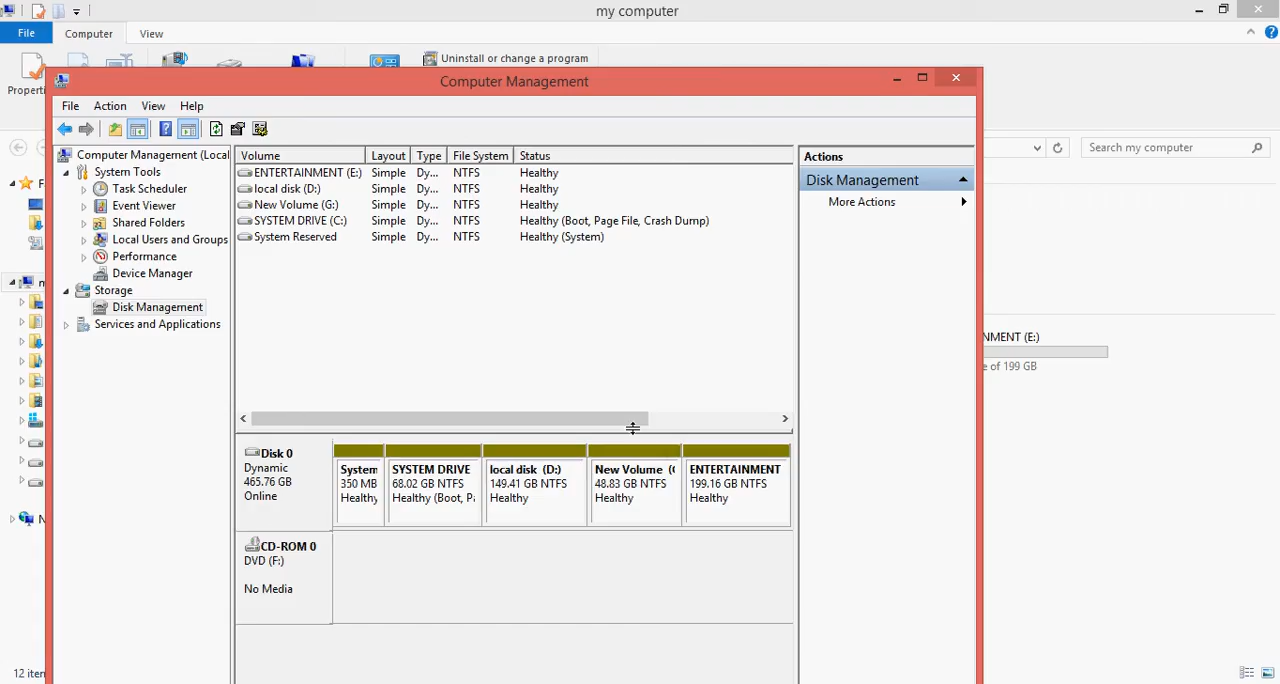 my computer
File Computer View
Uninstall or change a program
Computer Management
File Action View Help
Search my computer
Computer Management (Local
System Tools
Task Scheduler
Event Viewer
Shared Folders
Local Users and Groups
Performance
Device Manager
Storage
Disk Management
Services and Applications
Volume Layout Type File System Status
ENTERTAINMENT (E:) Simple Dy... NTFS Healthy
local disk (D:) Simple Dy... NTFS Healthy
New Volume (G:) Simple Dy... NTFS Healthy
SYSTEM DRIVE (C:) Simple Dy... NTFS Healthy (Boot, Page File, Crash Dump)
System Reserved Simple Dy... NTFS Healthy (System)
Actions
Disk Management
More Actions
NMENT (E:)
e of 199 GB
Disk 0
Dynamic
465.76 GB
Online
System
350 MB
Healthy
SYSTEM DRIVE
68.02 GB NTFS
Healthy (Boot, P
local disk (D:)
149.41 GB NTFS
Healthy
New Volume (
48.83 GB NTFS
Healthy
ENTERTAINMENT
199.16 GB NTFS
Healthy
CD-ROM 0
DVD (F:)
No Media
12 iten